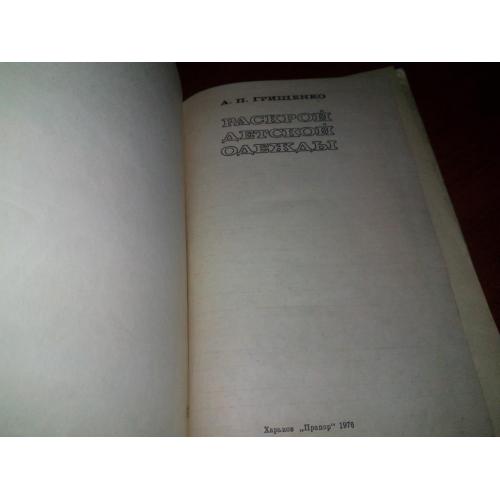 А. П. ГРИЩЕНКО
РАСКРОЙ
ДЕТСКОЙ
ОДЕЖДЫ
Харьков „Прапор" 1976